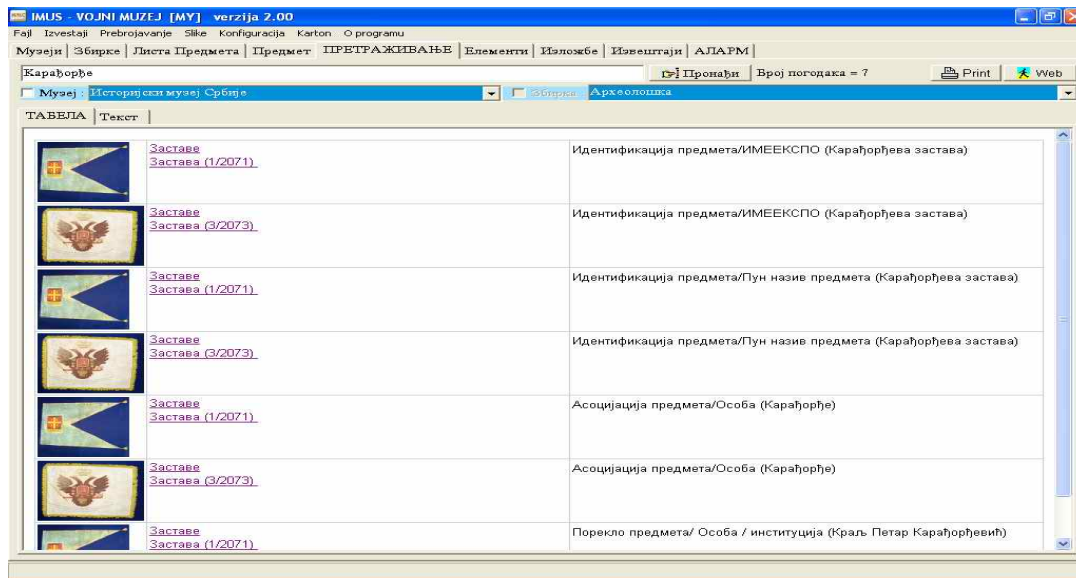 IMUS - VOJNI MUZEJ [MY] verzija 2.00
Fajl Izvestaji Prebrojavanje Slike Konfiguracija Karton O programu
Музеји Збирке Листа Предмета Предмет ПРЕТРАЖИВАЊЕ Елементи Изложбе Извештаји АЛАРМ
Карађорђе Пронађи Број погодака = 7 Print Web
Музеј : Историјски музеј Србије Збирка Археолошка
ТАБЕЛА Текст
Заставе
Застава (1/2071) Идентификација предмета/ИМЕЕКСПО (Карађорђева застава)
Заставе
Застава (3/2073) Идентификација предмета/ИМЕЕКСПО (Карађорђева застава)
Заставе
Застава (1/2071) Идентификација предмета/Пун назив предмета (Карађорђева застава)
Заставе
Застава (3/2073) Идентификација предмета/Пун назив предмета (Карађорђева застава)
Заставе
Застава (1/2071) Асоцијација предмета/Особа (Карађорђе)
Заставе
Застава (3/2073) Асоцијација предмета/Особа (Карађорђе)
Заставе
Застава (1/2071) Порекло предмета/ Особа / институција (Краљ Петар Карађорђевић)